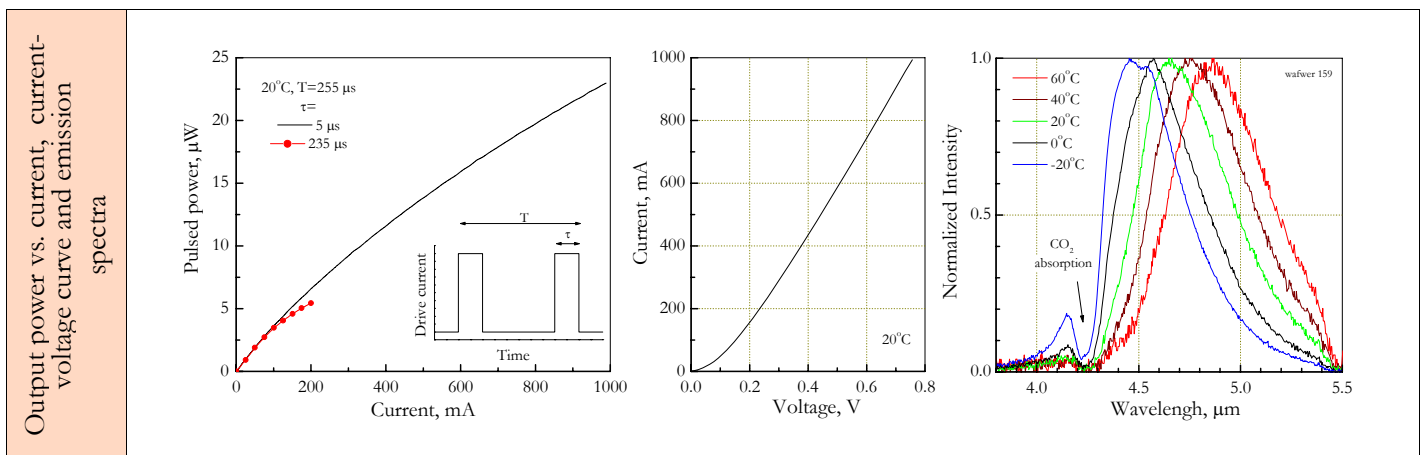 Output power vs. current, current-
voltage curve and emission
spectra
25
20
15
10
5
0
0
200
400
600
800
1000
Pulsed power, µW
Current, mA
20°C, T=255 µs
τ=
5 µs
235 µs
T
τ
Drive current
Time
1000
800
600
400
200
0
0.0
0.2
0.4
0.6
0.8
Current, mA
Voltage, V
20°C
1.0
0.5
0.0
4.0
4.5
5.0
5.5
Normalized Intensity
Wavelengh, µm
60°C
40°C
20°C
0°C
-20°C
wafwer 159
CO₂
absorption